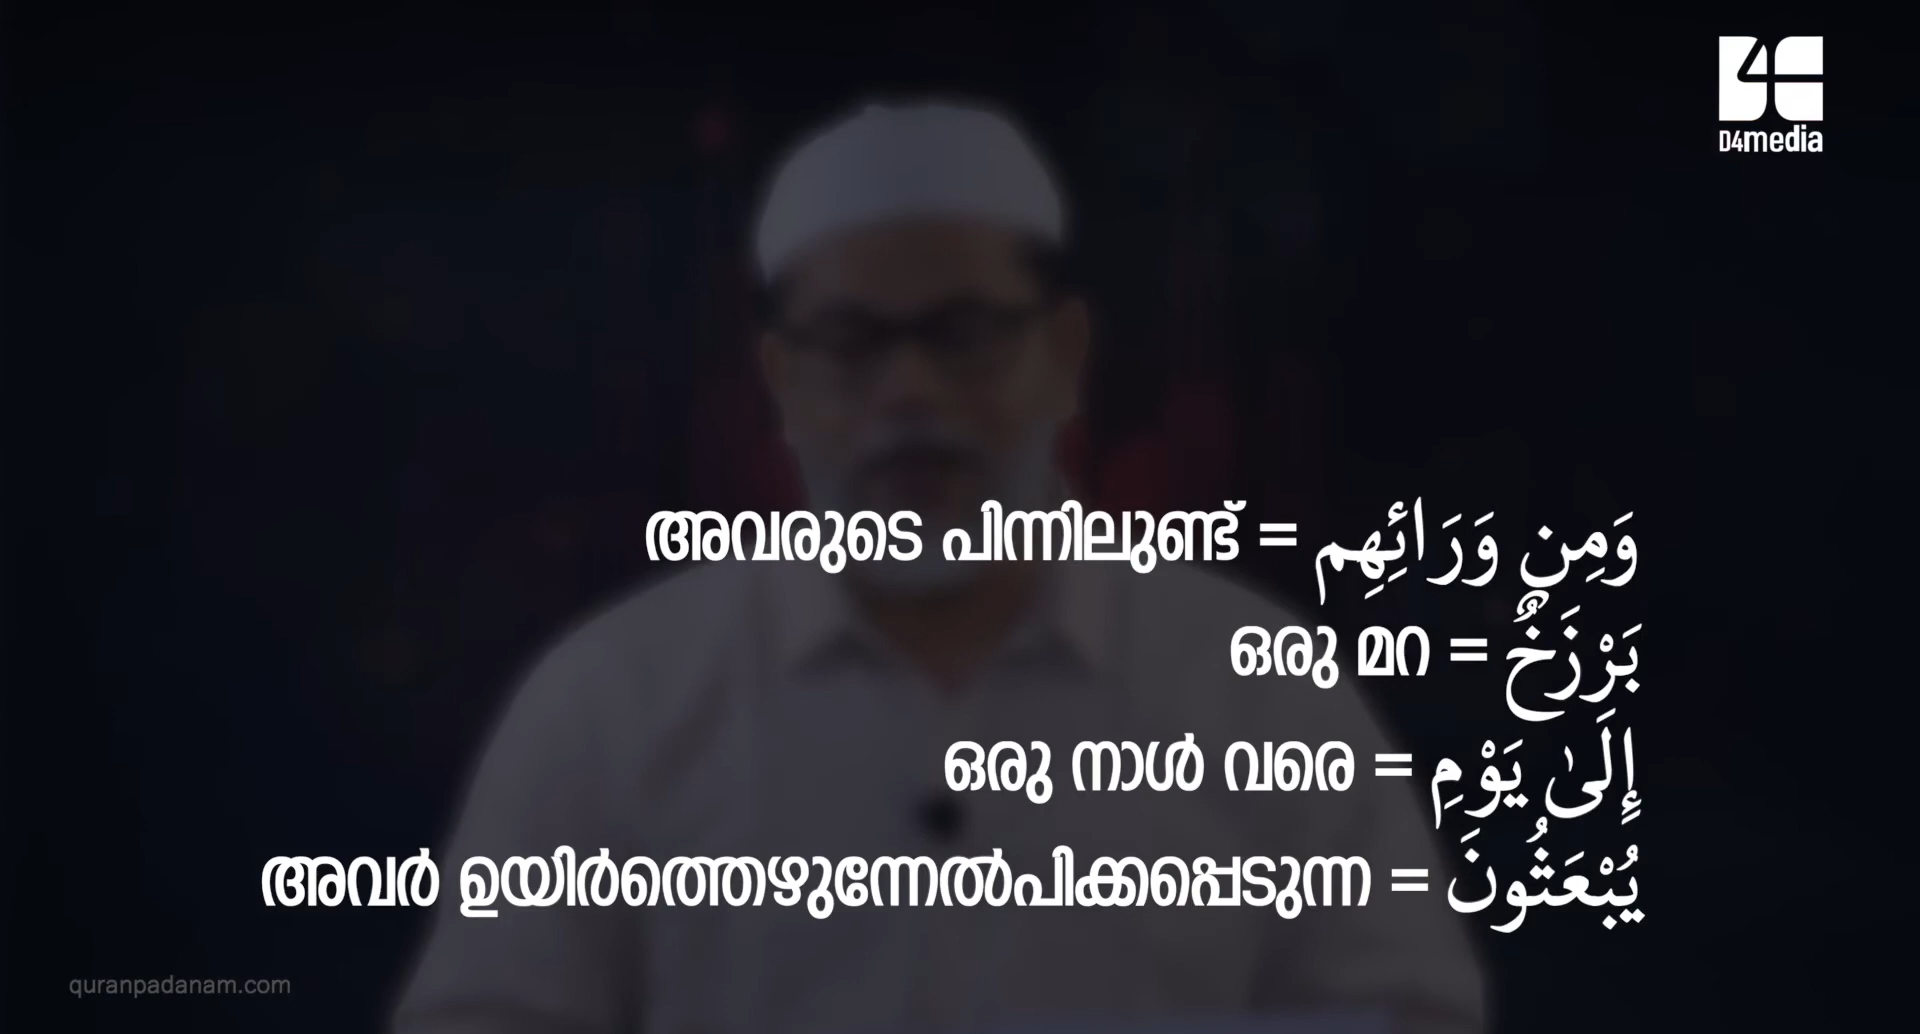 D4media
وَمِن وَرَائِهِم = അവരുടെ പിന്നിലുണ്ട്
بَرْزَخٌ = ഒരു മറ
إِلَىٰ يَوْمِ = ഒരു നാൾ വരെ
يُبْعَثُونَ = അവർ ഉയിർത്തെഴുന്നേൽപിക്കപ്പെടുന്ന
quranpadanam.com